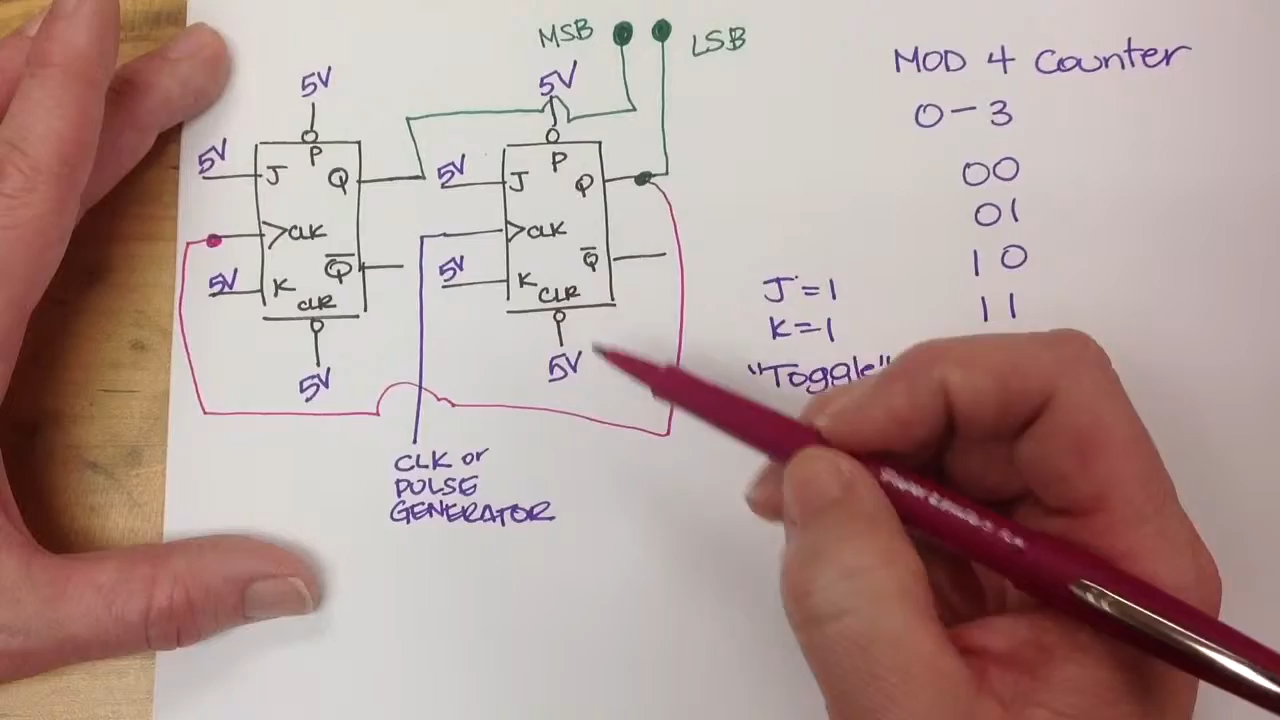 MSB
LSB
MOD 4 Counter
0-3
00
01
10
11
5V
5V
5V
P
J
Q
CLK
5V
K
Q̅
CLR
5V
5V
P
J
Q
CLK
5V
K
Q̅
CLR
5V
J=1
K=1
"Toggle"
CLK or
PULSE
GENERATOR